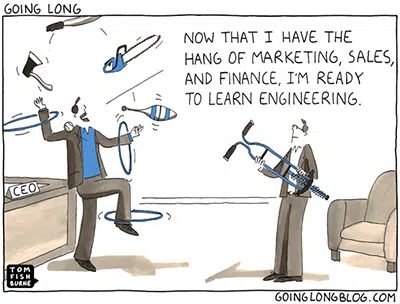 GOING LONG
NOW THAT I HAVE THE
HANG OF MARKETING, SALES,
AND FINANCE, I'M READY
TO LEARN ENGINEERING.
CEO
TOM
FISH
BURNE
GOINGLONGBLOG.COM